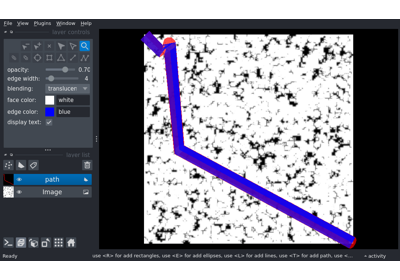 File View Plugins Window Help
layer controls
opacity: 0.70
edge width: 4
blending: translucen
face color: white
edge color: blue
display text:
layer list
path
Image
Ready
use <R> for add rectangles, use <E> for add ellipses, use <L> for add lines, use <T> for add path, use <...
activity